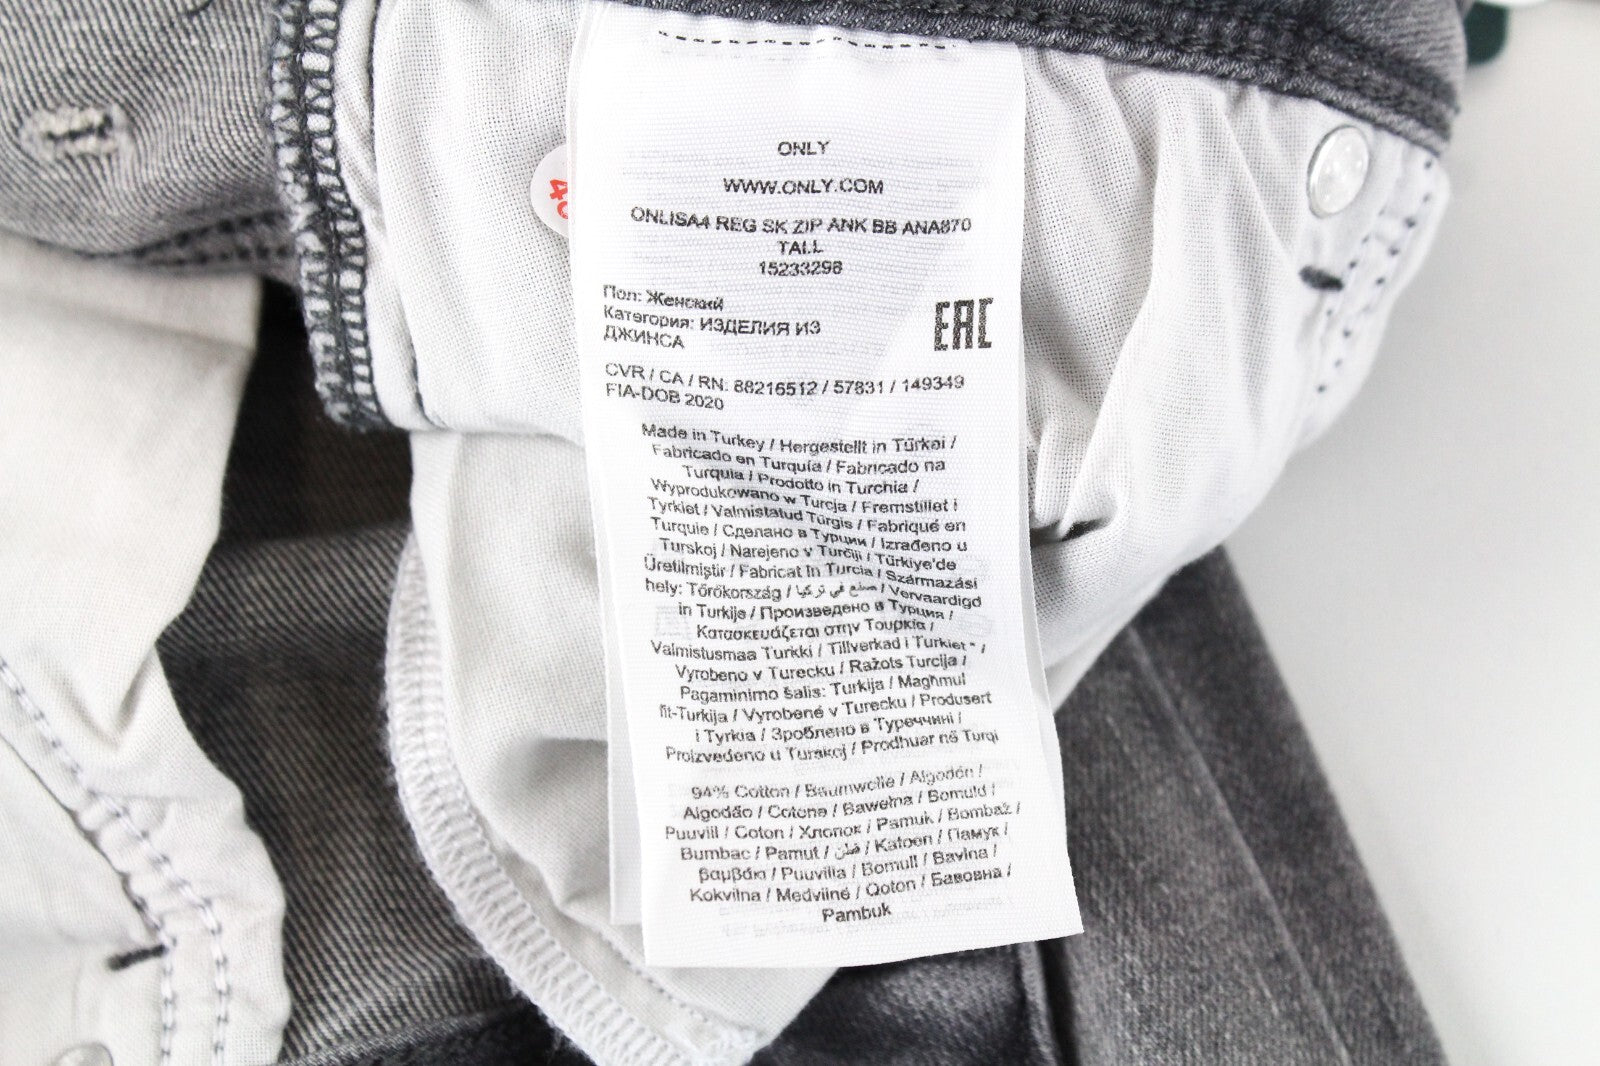 ONLY
WWW.ONLY.COM
ONLISA4 REG SK ZIP ANK BB ANA870
TALL
15233298
Пол: Женский
Категория: ИЗДЕЛИЯ ИЗ
ДЖИНСА
EAC
CVR / CA / RN: 88216512 / 57831 / 149349
FIA-DOB 2020
Made in Turkey / Hergestellt in Türkei /
Fabricado en Turquía / Fabricado na
Turquia / Prodotto in Turchia /
Wyprodukowano w Turcja / Fremstillet i
Tyrkiet / Valmistatud Türgis / Fabriqué en
Turquie / Сделано в Турции / Izrađeno u
Turskoj / Narejeno v Turčiji / Türkiye'de
Üretilmiştir / Fabricat în Turcia / Származási
hely: Törökország / صنع في تركيا / Vervaardigd
in Turkije / Произведено в Турция /
Κατασκευάζεται στην Τουρκία /
Valmistusmaa Turkki / Tillverkad i Turkiet /
Vyrobeno v Turecku / Ražots Turcija /
Pagaminimo šalis: Turkija / Magħmul
fit-Turkija / Vyrobené v Turecku / Produsert
i Tyrkia / Зроблено в Туреччині /
Proizvedeno u Turskoj / Prodhuar në Turqi
94% Cotton / Baumwolle / Algodón /
Algodão / Cotone / Bawełna / Bomuld /
Puuvill / Coton / Хлопок / Pamuk / Bombaž /
Bumbac / Pamut / قطن / Katoen / Памук /
βαμβάκι / Puuvilla / Bomull / Bavlna /
Kokvilna / Medvilnė / Qoton / Бавовна /
Pambuk